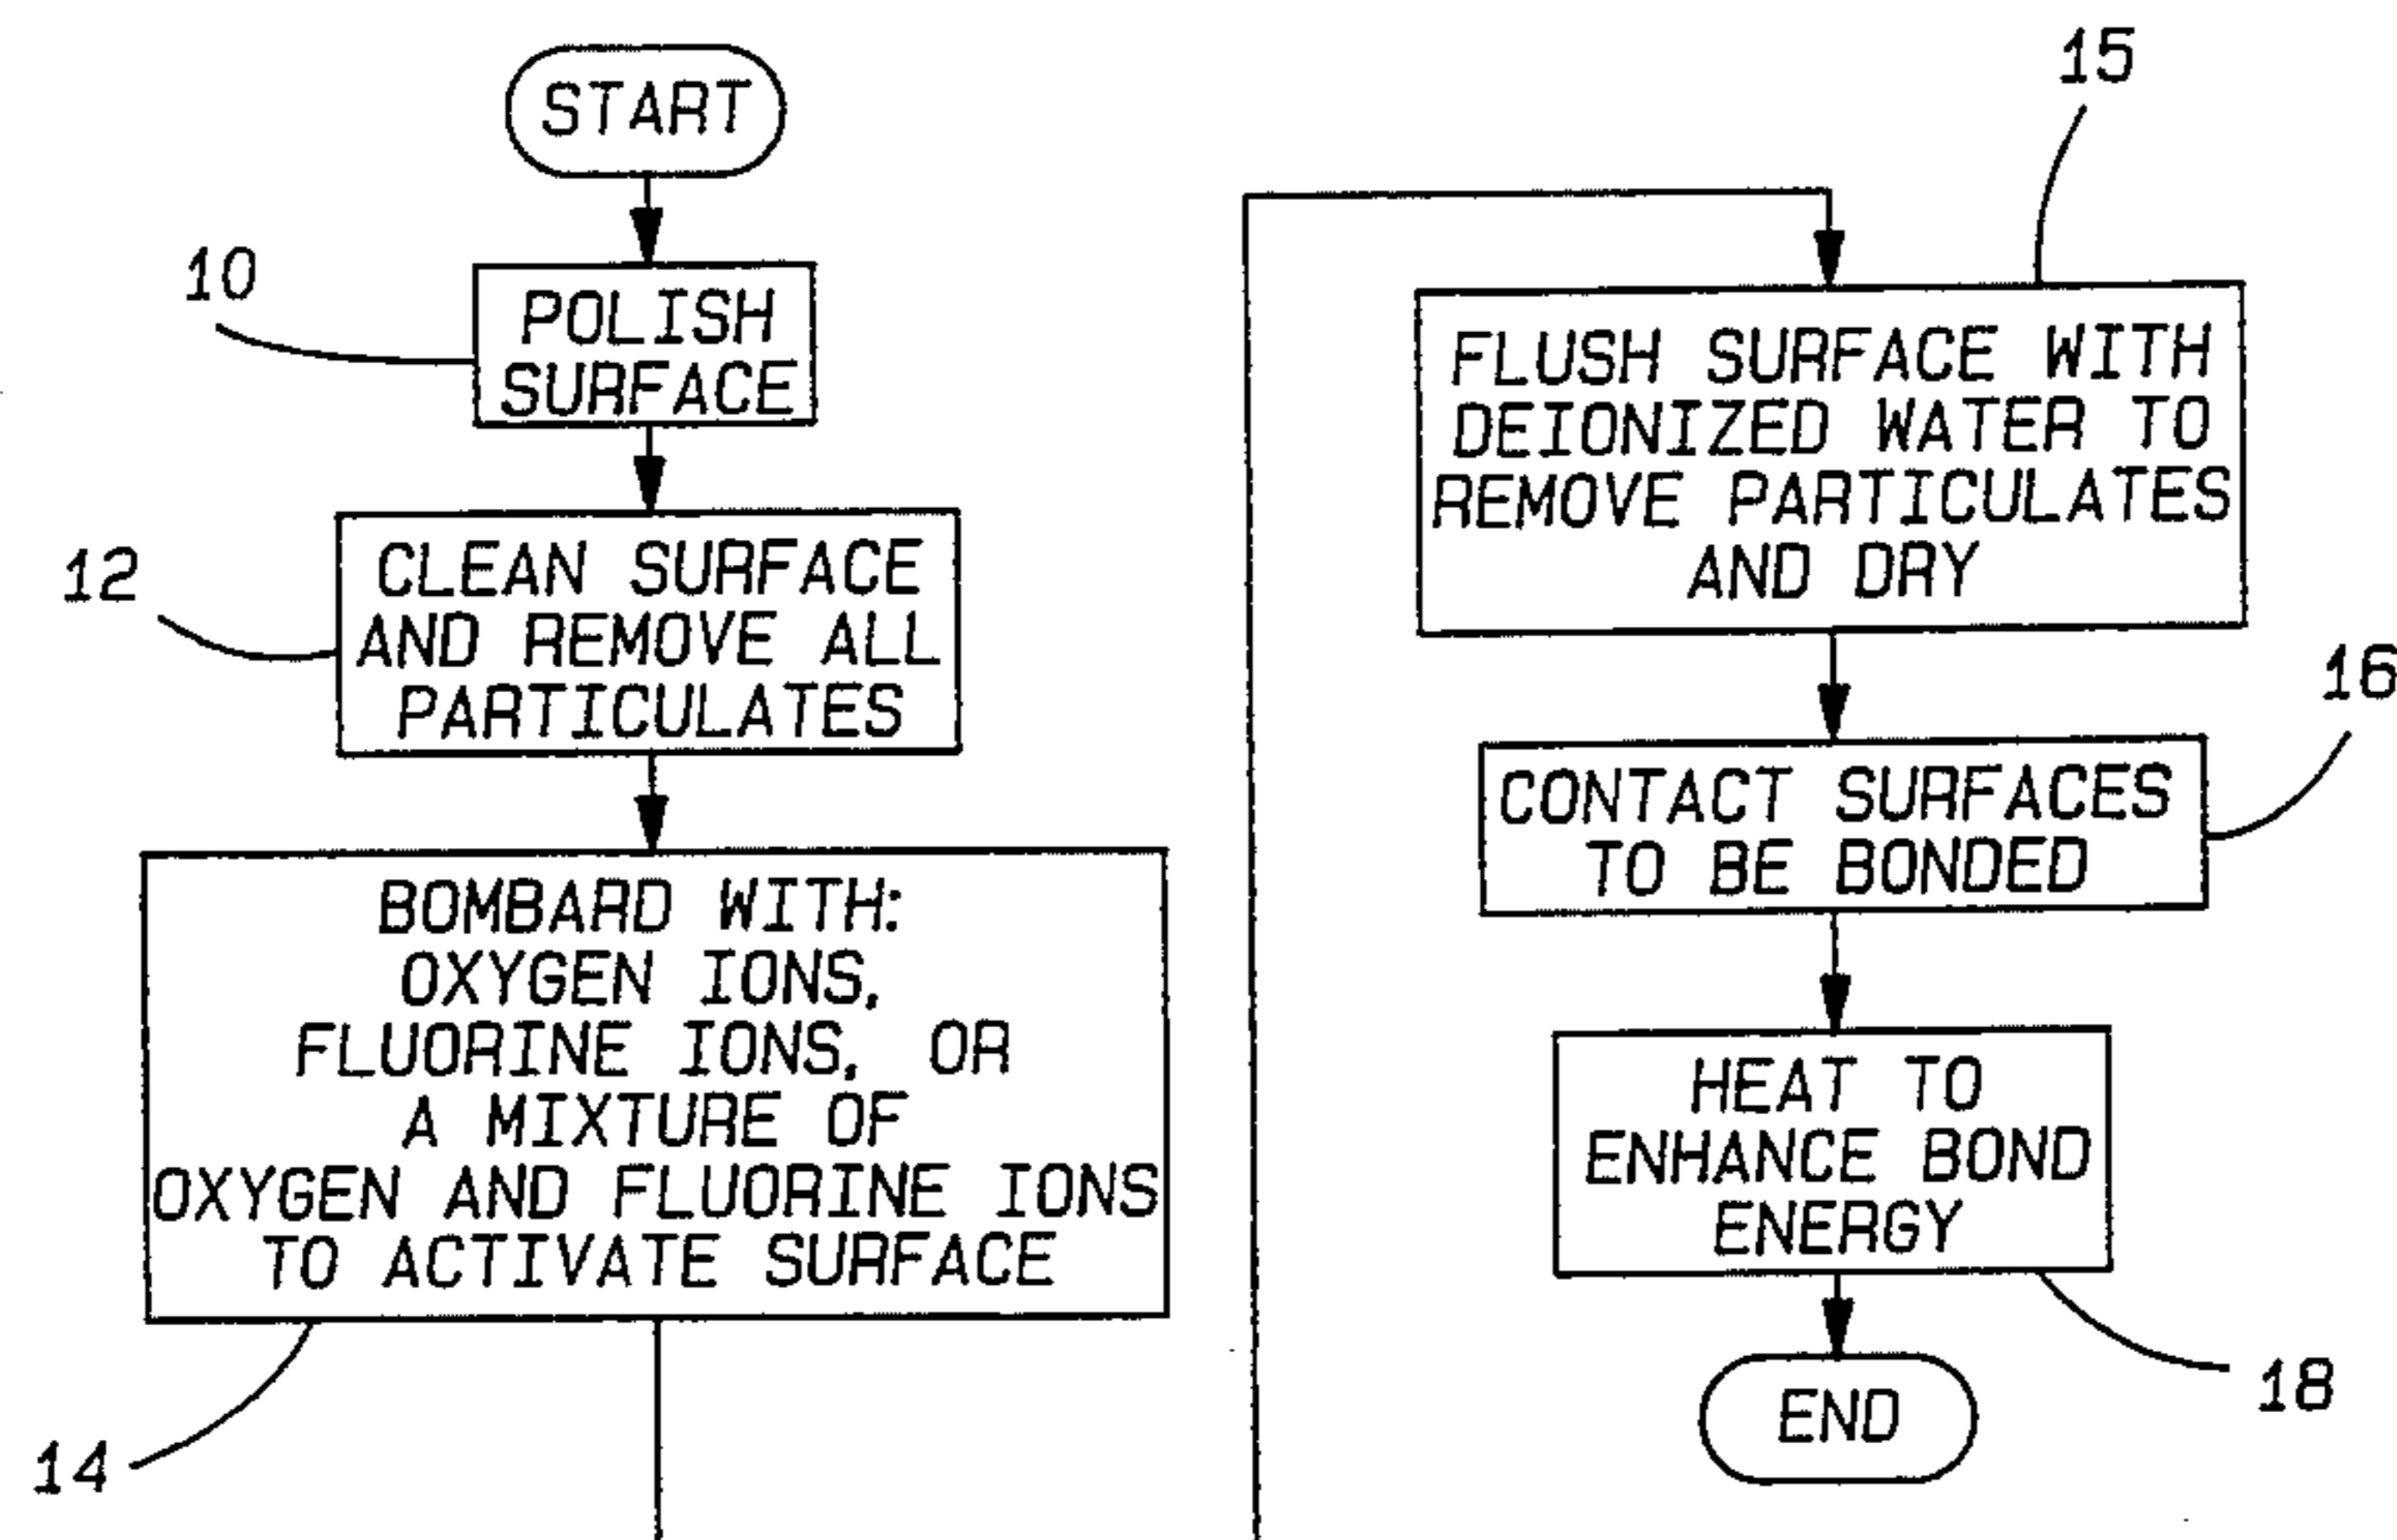 START
10
POLISH
SURFACE
12
CLEAN SURFACE
AND REMOVE ALL
PARTICULATES
BOMBARD WITH:
OXYGEN IONS,
FLUORINE IONS, OR
A MIXTURE OF
OXYGEN AND FLUORINE IONS
TO ACTIVATE SURFACE
14
15
FLUSH SURFACE WITH
DEIONIZED WATER TO
REMOVE PARTICULATES
AND DRY
16
CONTACT SURFACES
TO BE BONDED
HEAT TO
ENHANCE BOND
ENERGY
18
END